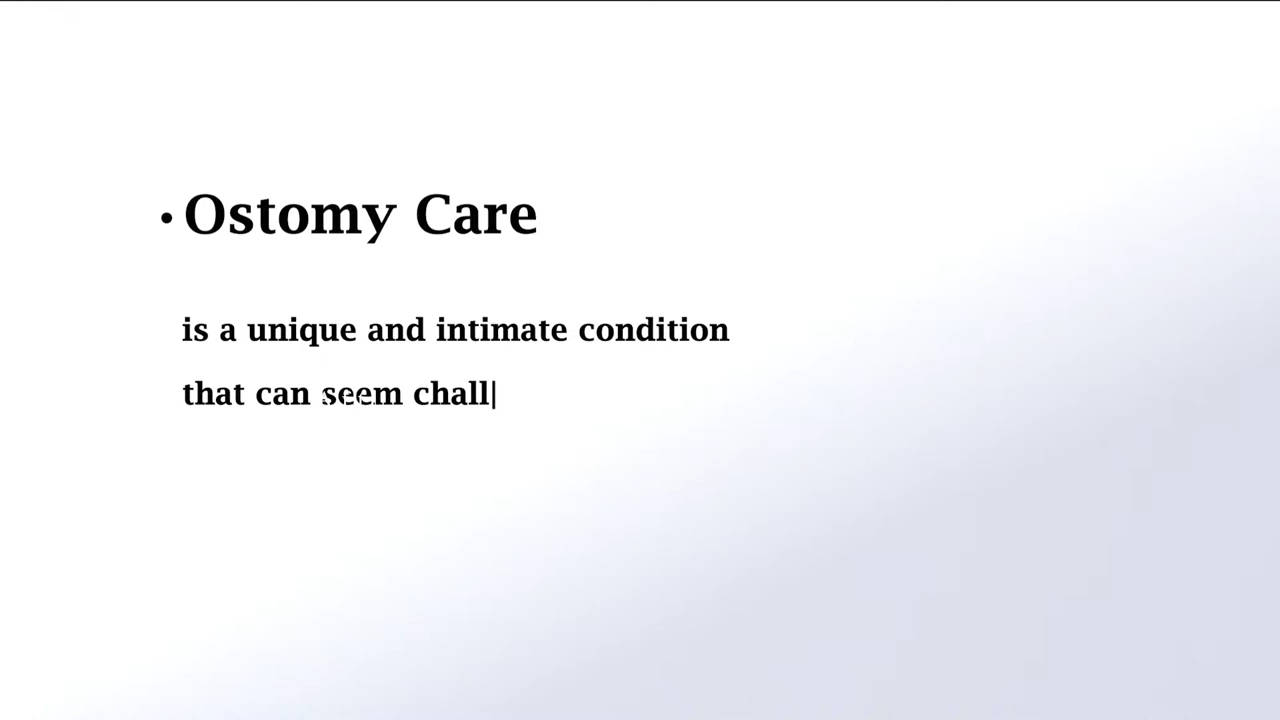 • Ostomy Care
is a unique and intimate condition
that can seem chall|